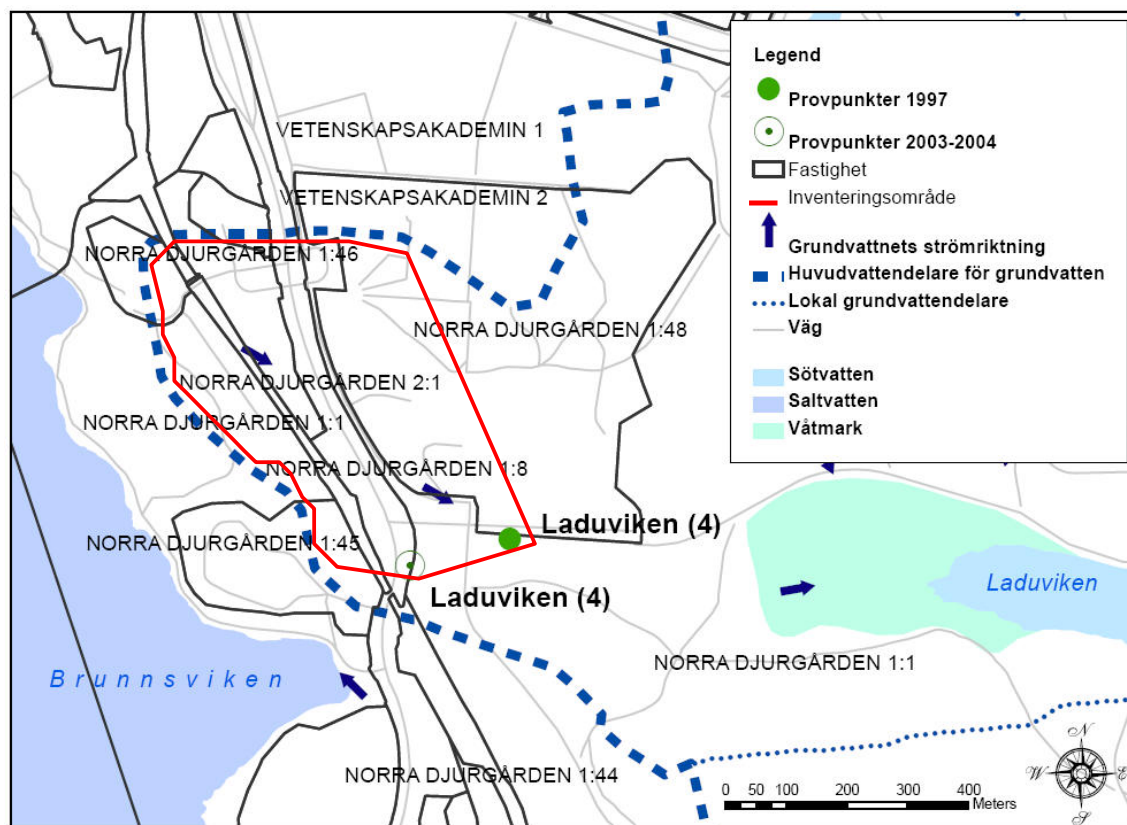 Legend
Provpunkter 1997
Provpunkter 2003-2004
Fastighet
Inventeringsområde
Grundvattnets strömriktning
Huvudvattendelare för grundvatten
Lokal grundvattendelare
Väg
Sötvatten
Saltvatten
Våtmark
VETENSKAPSAKADEMIN 1
VETENSKAPSAKADEMIN 2
NORRA DJURGÅRDEN 1:46
NORRA DJURGÅRDEN 1:48
NORRA DJURGÅRDEN 2:1
NORRA DJURGÅRDEN 1:1
NORRA DJURGÅRDEN 1:8
Laduviken (4)
NORRA DJURGÅRDEN 1:45
Laduviken (4)
Laduviken
NORRA DJURGÅRDEN 1:1
Brunnsviken
NORRA DJURGÅRDEN 1:44
N
W E
S
0 50 100 200 300 400
Meters